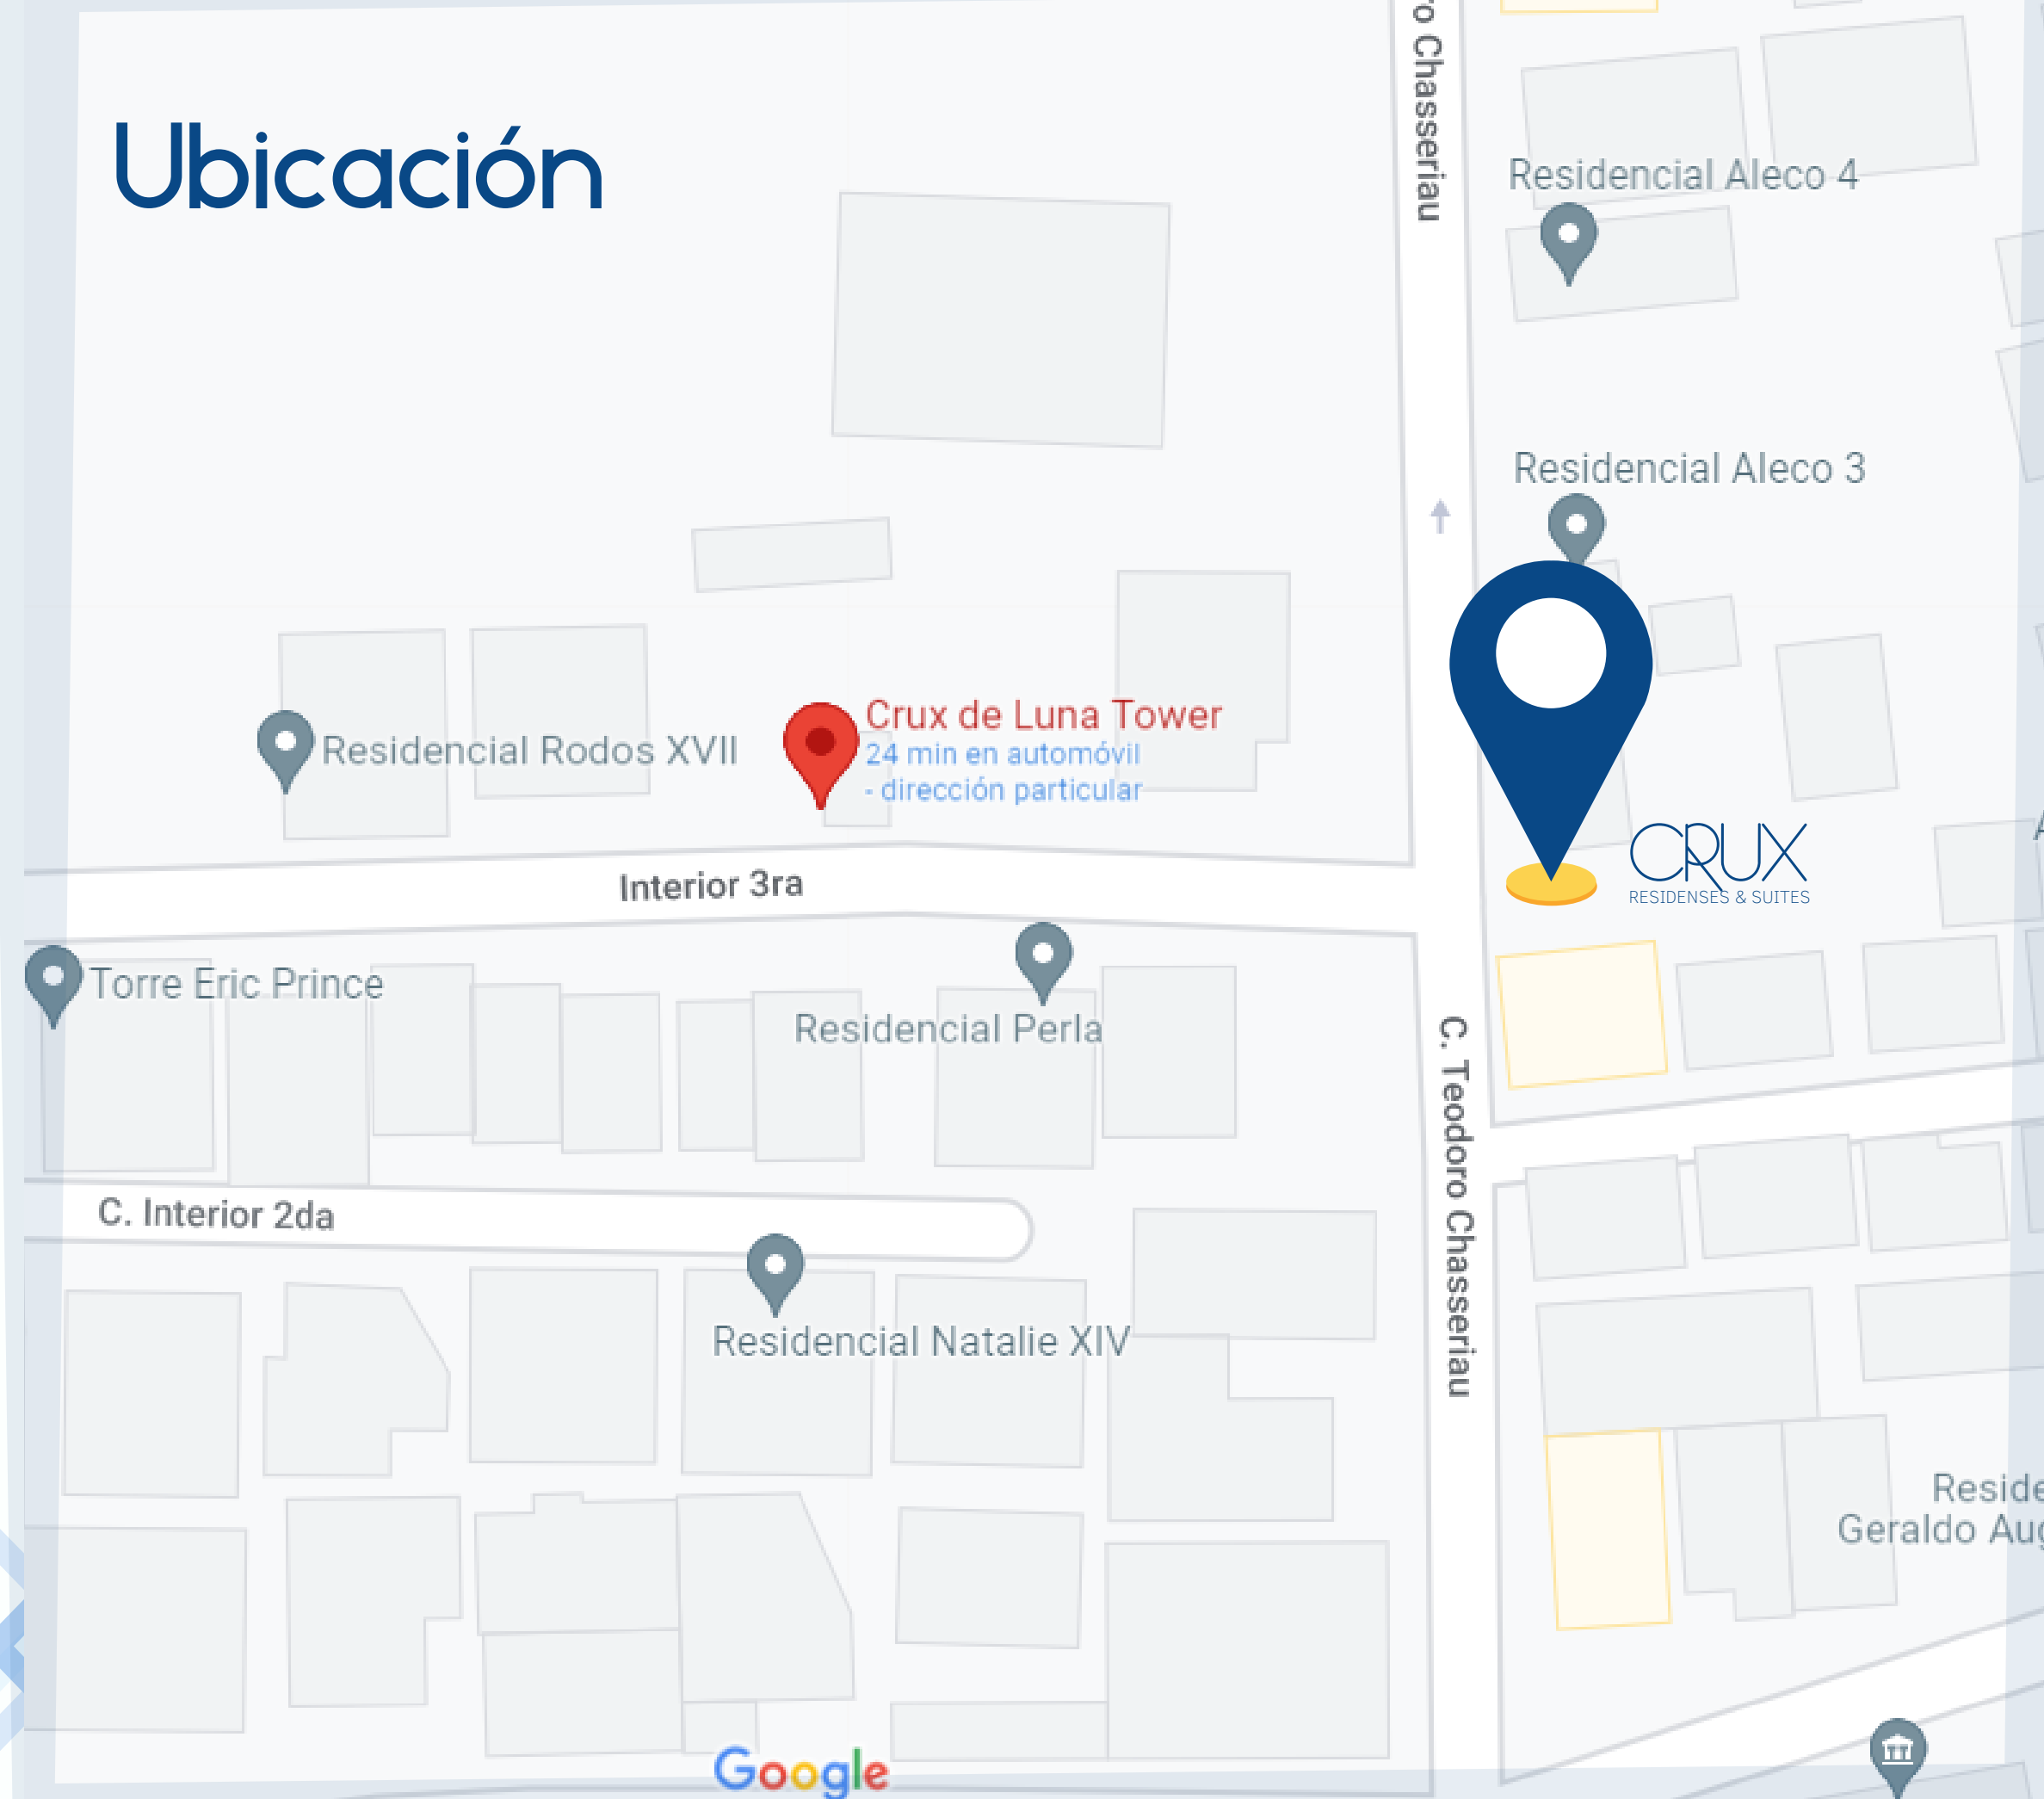 Ubicación
ro Chasseriau
Residencial Aleco 4
Residencial Aleco 3
Crux de Luna Tower
24 min en automóvil
- dirección particular
Residencial Rodos XVII
CRUX
RESIDENSES & SUITES
Interior 3ra
Torre Eric Prince
Residencial Perla
C. Teodoro Chasseriau
C. Interior 2da
Residencial Natalie XIV
Reside
Geraldo Aug
Google